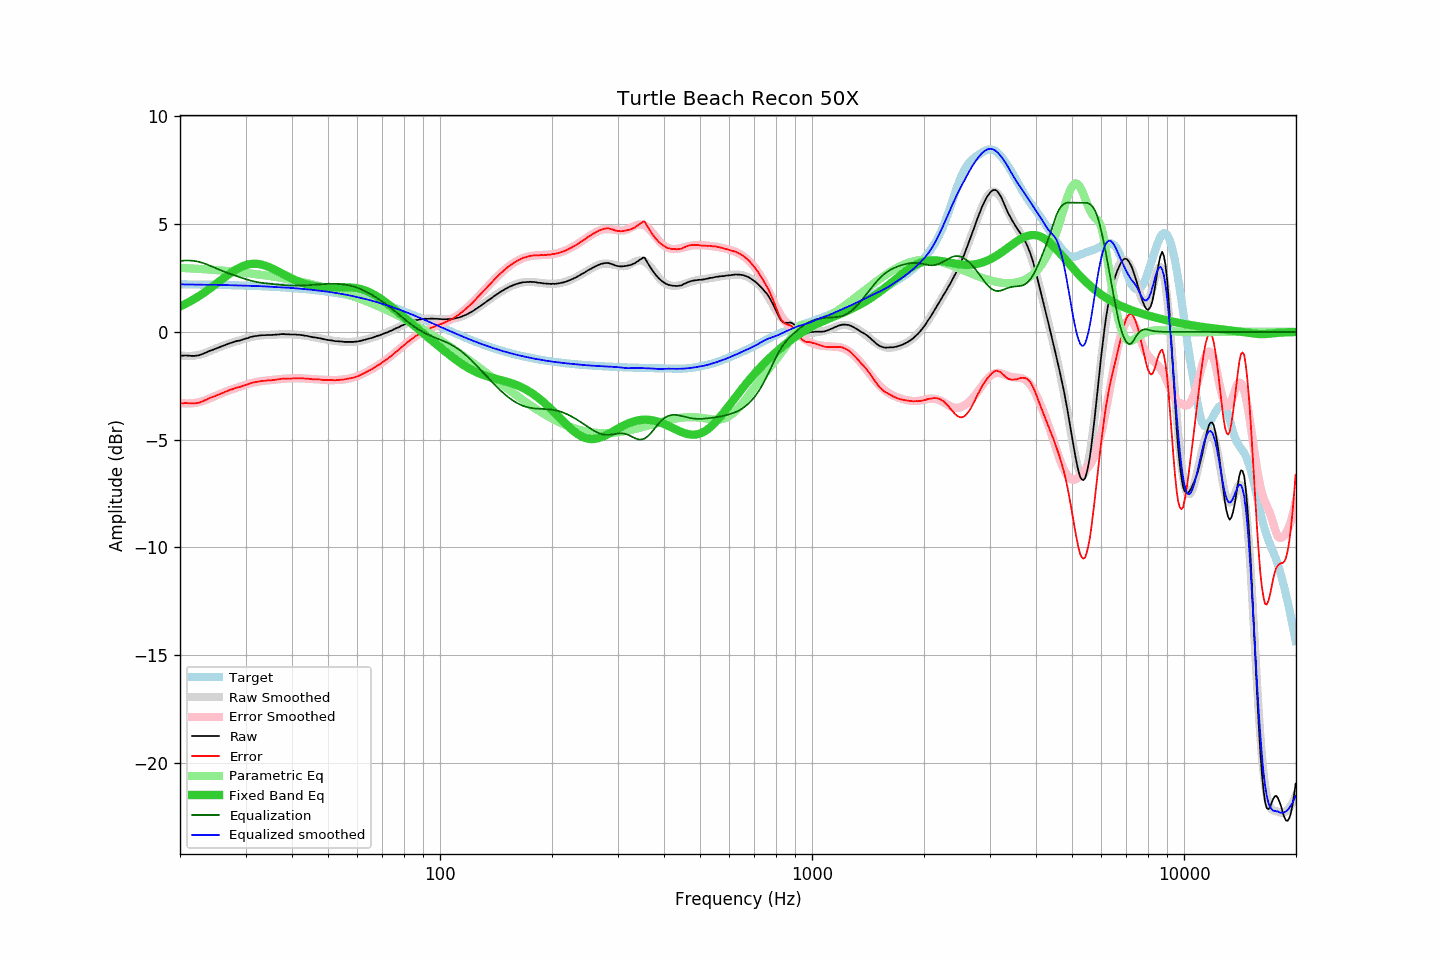 Turtle Beach Recon 50X
10
5
0
−5
−10
−15
−20
Amplitude (dBr)
Target
Raw Smoothed
Error Smoothed
Raw
Error
Parametric Eq
Fixed Band Eq
Equalization
Equalized smoothed
100
1000
10000
Frequency (Hz)